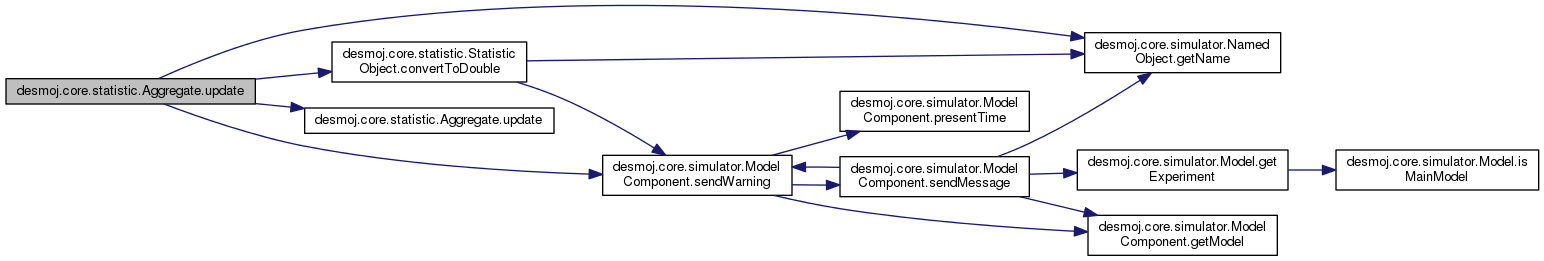 desmoj.core.statistic.Aggregate.update
desmoj.core.statistic.Statistic
Object.convertToDouble
desmoj.core.statistic.Aggregate.update
desmoj.core.simulator.Model
Component.sendWarning
desmoj.core.simulator.Model
Component.presentTime
desmoj.core.simulator.Model
Component.sendMessage
desmoj.core.simulator.Named
Object.getName
desmoj.core.simulator.Model.get
Experiment
desmoj.core.simulator.Model
Component.getModel
desmoj.core.simulator.Model.is
MainModel